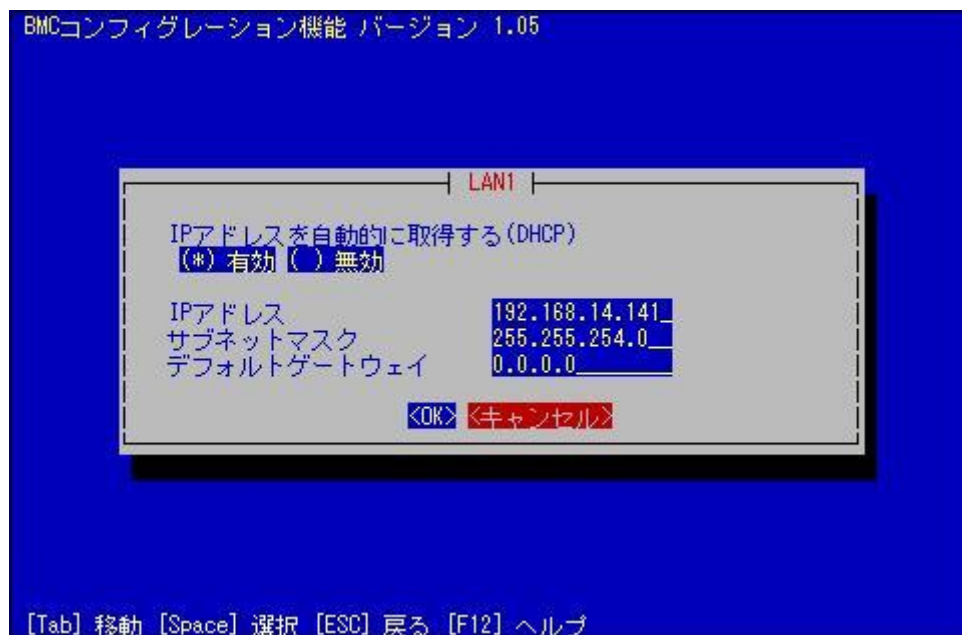 BMCコンフィグレーション機能 バージョン 1.05
LAN1
IPアドレスを自動的に取得する(DHCP)
(*) 有効 ( ) 無効
IPアドレス 192.168.14.141_
サブネットマスク 255.255.254.0__
デフォルトゲートウェイ 0.0.0.0________
<OK> <キャンセル>
[Tab] 移動 [Space] 選択 [ESC] 戻る [F12] ヘルプ